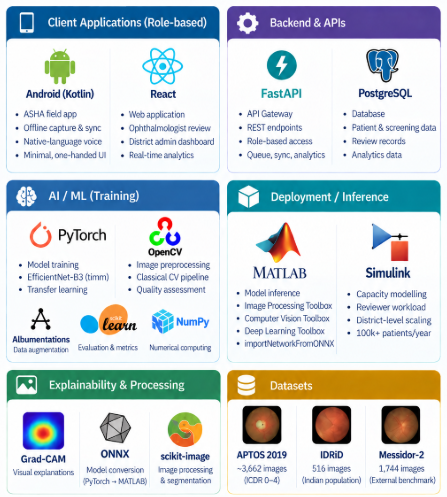 Client Applications (Role-based)
Android (Kotlin)
• ASHA field app
• Offline capture & sync
• Native-language voice
• Minimal, one-handed UI
React
• Web application
• Ophthalmologist review
• District admin dashboard
• Real-time analytics
Backend & APIs
FastAPI
• API Gateway
• REST endpoints
• Role-based access
• Queue, sync, analytics
PostgreSQL
• Database
• Patient & screening data
• Review records
• Analytics data
AI / ML (Training)
PyTorch
• Model training
• EfficientNet-B3 (timm)
• Transfer learning
OpenCV
• Image preprocessing
• Classical CV pipeline
• Quality assessment
Albumentations
Data augmentation
scikit
learn
Evaluation & metrics
NumPy
Numerical computing
Deployment / Inference
MATLAB
• Model inference
• Image Processing Toolbox
• Computer Vision Toolbox
• Deep Learning Toolbox
• importNetworkFromONNX
Simulink
• Capacity modelling
• Reviewer workload
• District-level scaling
• 100k+ patients/year
Explainability & Processing
Grad-CAM
Visual explanations
ONNX
Model conversion
(PyTorch → MATLAB)
scikit-image
Image processing
& segmentation
Datasets
APTOS 2019
~3,662 images
(ICDR 0–4)
IDRiD
516 images
(Indian population)
Messidor-2
1,744 images
(External benchmark)